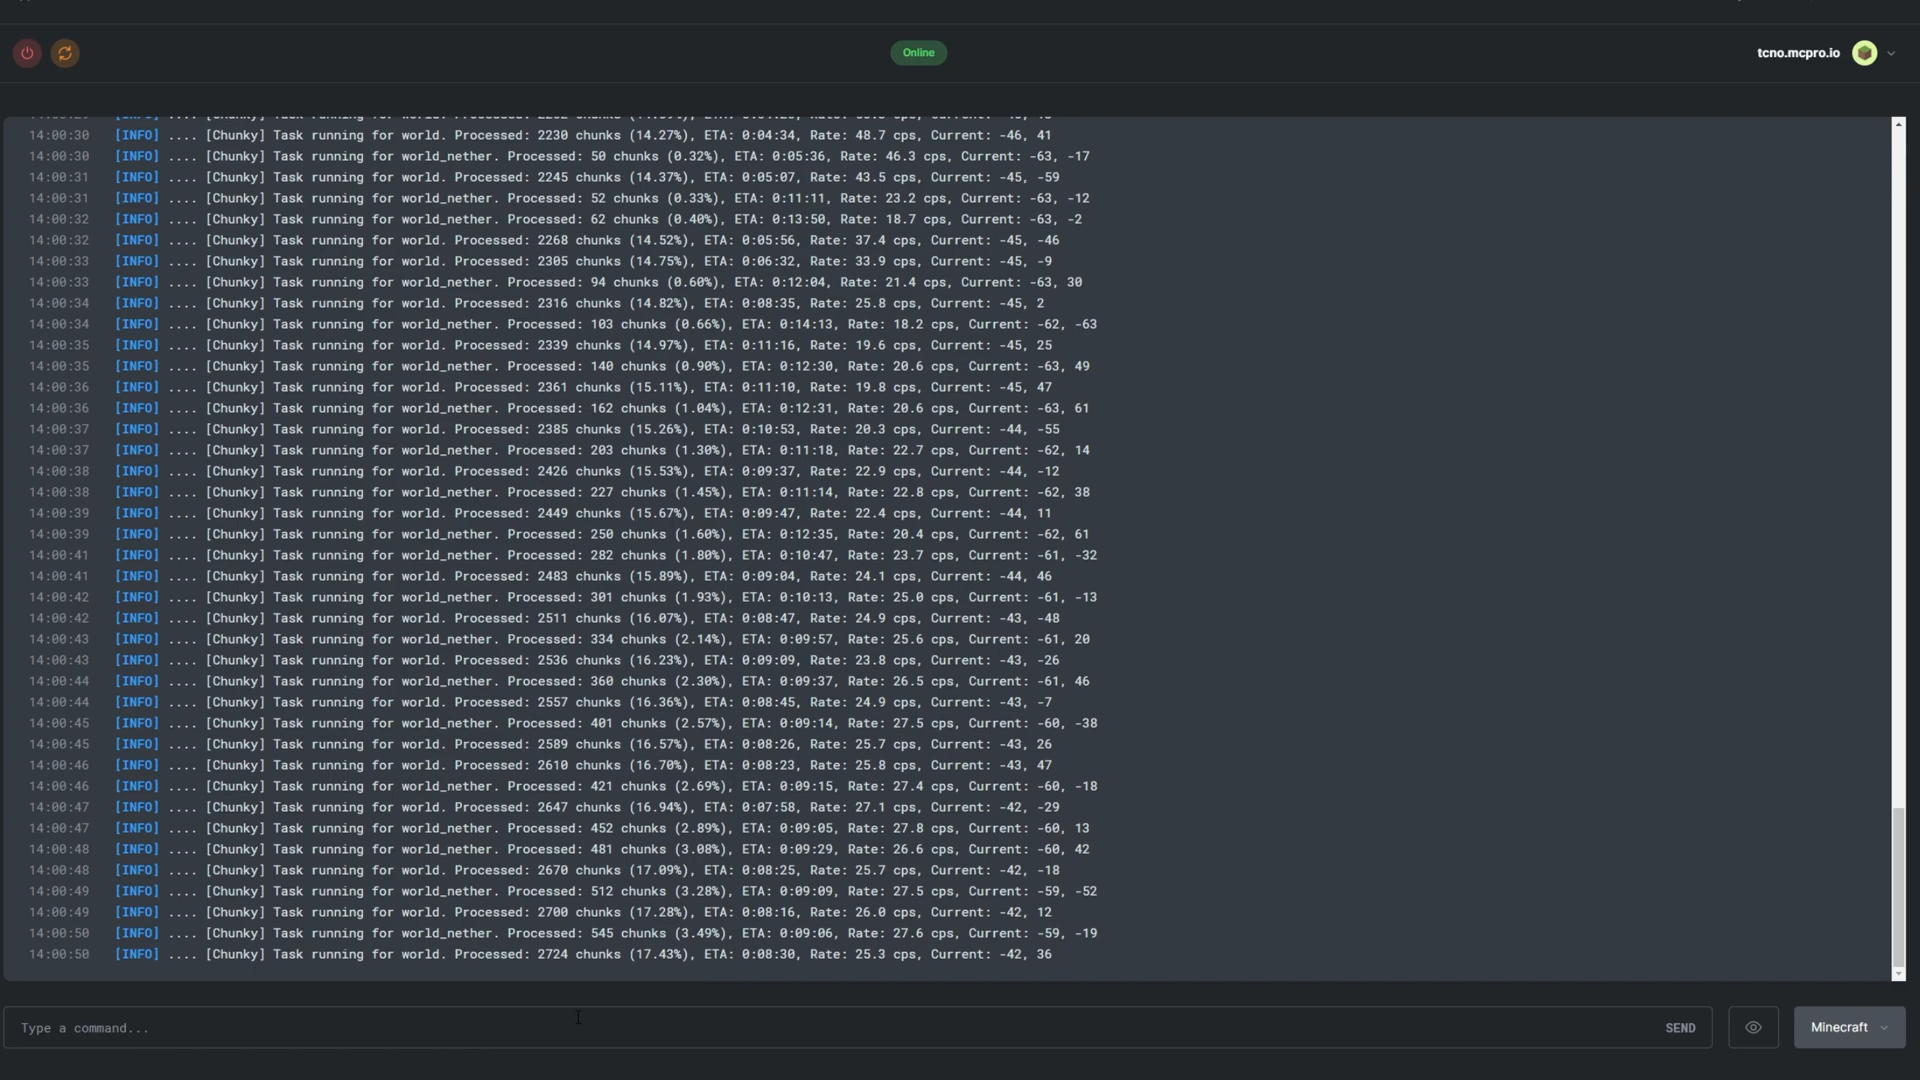 Online
tcno.mcpro.io
14:00:30 [INFO] .... [Chunky] Task running for world. Processed: 2230 chunks (14.27%), ETA: 0:04:34, Rate: 48.7 cps, Current: -46, 41
14:00:30 [INFO] .... [Chunky] Task running for world_nether. Processed: 50 chunks (0.32%), ETA: 0:05:36, Rate: 46.3 cps, Current: -63, -17
14:00:31 [INFO] .... [Chunky] Task running for world. Processed: 2245 chunks (14.37%), ETA: 0:05:07, Rate: 43.5 cps, Current: -45, -59
14:00:31 [INFO] .... [Chunky] Task running for world_nether. Processed: 52 chunks (0.33%), ETA: 0:11:11, Rate: 23.2 cps, Current: -63, -12
14:00:32 [INFO] .... [Chunky] Task running for world_nether. Processed: 62 chunks (0.40%), ETA: 0:13:50, Rate: 18.7 cps, Current: -63, -2
14:00:32 [INFO] .... [Chunky] Task running for world. Processed: 2268 chunks (14.52%), ETA: 0:05:56, Rate: 37.4 cps, Current: -45, -46
14:00:33 [INFO] .... [Chunky] Task running for world. Processed: 2305 chunks (14.75%), ETA: 0:06:32, Rate: 33.9 cps, Current: -45, -9
14:00:33 [INFO] .... [Chunky] Task running for world_nether. Processed: 94 chunks (0.60%), ETA: 0:12:04, Rate: 21.4 cps, Current: -63, 30
14:00:34 [INFO] .... [Chunky] Task running for world. Processed: 2316 chunks (14.82%), ETA: 0:08:35, Rate: 25.8 cps, Current: -45, 2
14:00:34 [INFO] .... [Chunky] Task running for world_nether. Processed: 103 chunks (0.66%), ETA: 0:14:13, Rate: 18.2 cps, Current: -62, -63
14:00:35 [INFO] .... [Chunky] Task running for world. Processed: 2339 chunks (14.97%), ETA: 0:11:16, Rate: 19.6 cps, Current: -45, 25
14:00:35 [INFO] .... [Chunky] Task running for world_nether. Processed: 140 chunks (0.90%), ETA: 0:12:30, Rate: 20.6 cps, Current: -63, 49
14:00:36 [INFO] .... [Chunky] Task running for world. Processed: 2361 chunks (15.11%), ETA: 0:11:10, Rate: 19.8 cps, Current: -45, 47
14:00:36 [INFO] .... [Chunky] Task running for world_nether. Processed: 162 chunks (1.04%), ETA: 0:12:31, Rate: 20.6 cps, Current: -63, 61
14:00:37 [INFO] .... [Chunky] Task running for world. Processed: 2385 chunks (15.26%), ETA: 0:10:53, Rate: 20.3 cps, Current: -44, -55
14:00:37 [INFO] .... [Chunky] Task running for world_nether. Processed: 203 chunks (1.30%), ETA: 0:11:18, Rate: 22.7 cps, Current: -62, 14
14:00:38 [INFO] .... [Chunky] Task running for world. Processed: 2426 chunks (15.53%), ETA: 0:09:37, Rate: 22.9 cps, Current: -44, -12
14:00:38 [INFO] .... [Chunky] Task running for world_nether. Processed: 227 chunks (1.45%), ETA: 0:11:14, Rate: 22.8 cps, Current: -62, 38
14:00:39 [INFO] .... [Chunky] Task running for world. Processed: 2449 chunks (15.67%), ETA: 0:09:47, Rate: 22.4 cps, Current: -44, 11
14:00:39 [INFO] .... [Chunky] Task running for world_nether. Processed: 250 chunks (1.60%), ETA: 0:12:35, Rate: 20.4 cps, Current: -62, 61
14:00:41 [INFO] .... [Chunky] Task running for world_nether. Processed: 282 chunks (1.80%), ETA: 0:10:47, Rate: 23.7 cps, Current: -61, -32
14:00:41 [INFO] .... [Chunky] Task running for world. Processed: 2483 chunks (15.89%), ETA: 0:09:04, Rate: 24.1 cps, Current: -44, 46
14:00:42 [INFO] .... [Chunky] Task running for world_nether. Processed: 301 chunks (1.93%), ETA: 0:10:13, Rate: 25.0 cps, Current: -61, -13
14:00:42 [INFO] .... [Chunky] Task running for world. Processed: 2511 chunks (16.07%), ETA: 0:08:47, Rate: 24.9 cps, Current: -43, -48
14:00:43 [INFO] .... [Chunky] Task running for world_nether. Processed: 334 chunks (2.14%), ETA: 0:09:57, Rate: 25.6 cps, Current: -61, 20
14:00:43 [INFO] .... [Chunky] Task running for world. Processed: 2536 chunks (16.23%), ETA: 0:09:09, Rate: 23.8 cps, Current: -43, -26
14:00:44 [INFO] .... [Chunky] Task running for world_nether. Processed: 360 chunks (2.30%), ETA: 0:09:37, Rate: 26.5 cps, Current: -61, 46
14:00:44 [INFO] .... [Chunky] Task running for world. Processed: 2557 chunks (16.36%), ETA: 0:08:45, Rate: 24.9 cps, Current: -43, -7
14:00:45 [INFO] .... [Chunky] Task running for world_nether. Processed: 401 chunks (2.57%), ETA: 0:09:14, Rate: 27.5 cps, Current: -60, -38
14:00:45 [INFO] .... [Chunky] Task running for world. Processed: 2589 chunks (16.57%), ETA: 0:08:26, Rate: 25.7 cps, Current: -43, 26
14:00:46 [INFO] .... [Chunky] Task running for world. Processed: 2610 chunks (16.70%), ETA: 0:08:23, Rate: 25.8 cps, Current: -43, 47
14:00:46 [INFO] .... [Chunky] Task running for world_nether. Processed: 421 chunks (2.69%), ETA: 0:09:15, Rate: 27.4 cps, Current: -60, -18
14:00:47 [INFO] .... [Chunky] Task running for world. Processed: 2647 chunks (16.94%), ETA: 0:07:58, Rate: 27.1 cps, Current: -42, -29
14:00:47 [INFO] .... [Chunky] Task running for world_nether. Processed: 452 chunks (2.89%), ETA: 0:09:05, Rate: 27.8 cps, Current: -60, 13
14:00:48 [INFO] .... [Chunky] Task running for world_nether. Processed: 481 chunks (3.08%), ETA: 0:09:29, Rate: 26.6 cps, Current: -60, 42
14:00:48 [INFO] .... [Chunky] Task running for world. Processed: 2670 chunks (17.09%), ETA: 0:08:25, Rate: 25.7 cps, Current: -42, -18
14:00:49 [INFO] .... [Chunky] Task running for world_nether. Processed: 512 chunks (3.28%), ETA: 0:09:09, Rate: 27.5 cps, Current: -59, -52
14:00:49 [INFO] .... [Chunky] Task running for world. Processed: 2700 chunks (17.28%), ETA: 0:08:16, Rate: 26.0 cps, Current: -42, 12
14:00:50 [INFO] .... [Chunky] Task running for world_nether. Processed: 545 chunks (3.49%), ETA: 0:09:06, Rate: 27.6 cps, Current: -59, -19
14:00:50 [INFO] .... [Chunky] Task running for world. Processed: 2724 chunks (17.43%), ETA: 0:08:30, Rate: 25.3 cps, Current: -42, 36
Type a command...
SEND
Minecraft